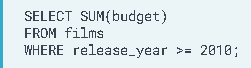 SELECT SUM(budget)
FROM films
WHERE release_year >= 2010;